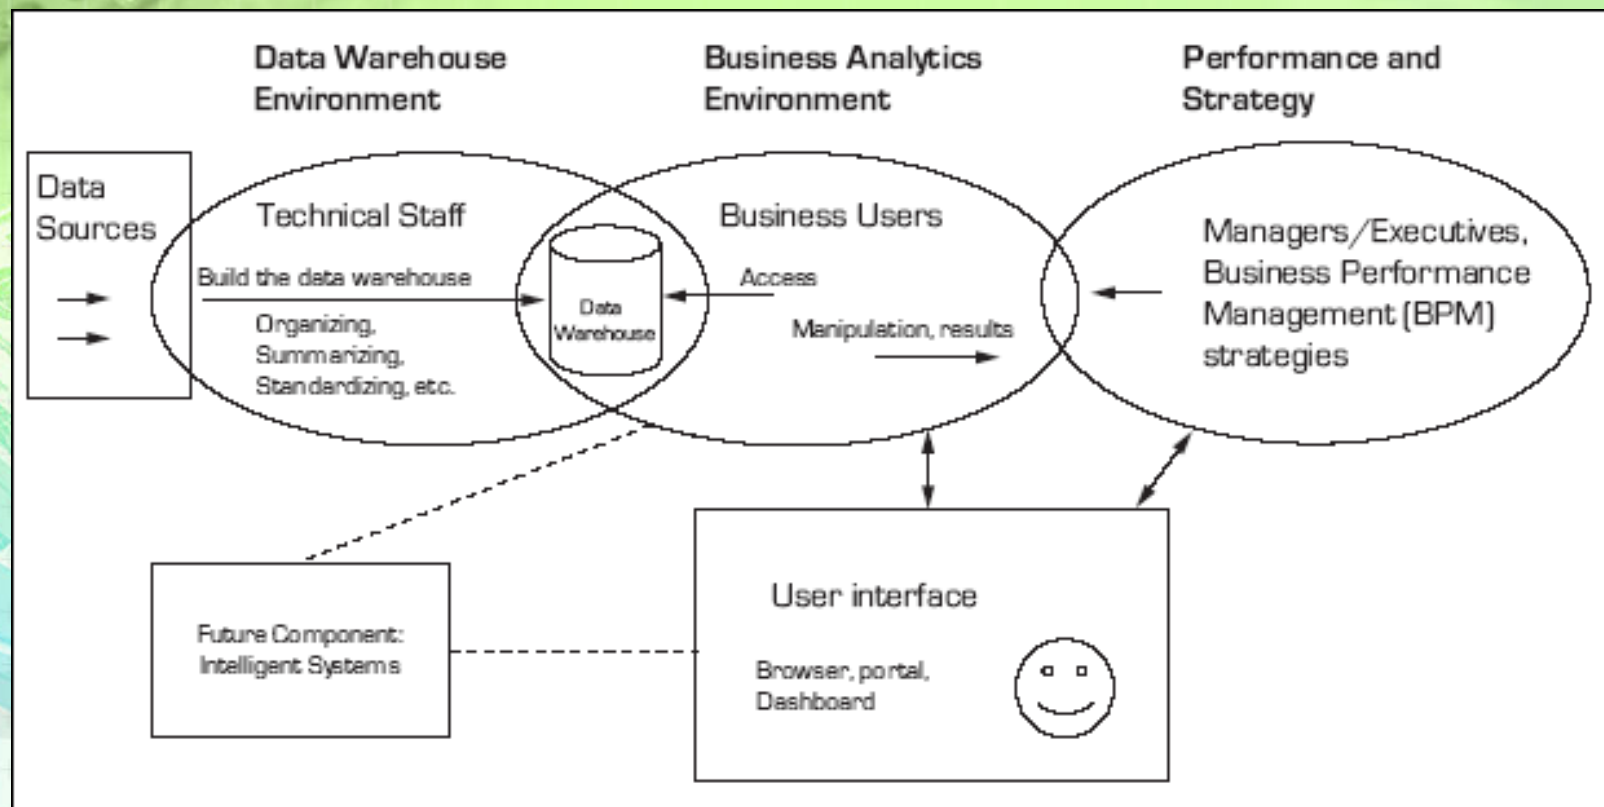 Data Warehouse
Environment
Business Analytics
Environment
Performance and
Strategy
Data
Sources
Technical Staff
Build the data warehouse
Organizing,
Summarizing,
Standardizing, etc.
Data
Warehouse
Business Users
Access
Manipulation, results
Managers/Executives,
Business Performance
Management (BPM)
strategies
Future Component:
Intelligent Systems
User interface
Browser, portal,
Dashboard